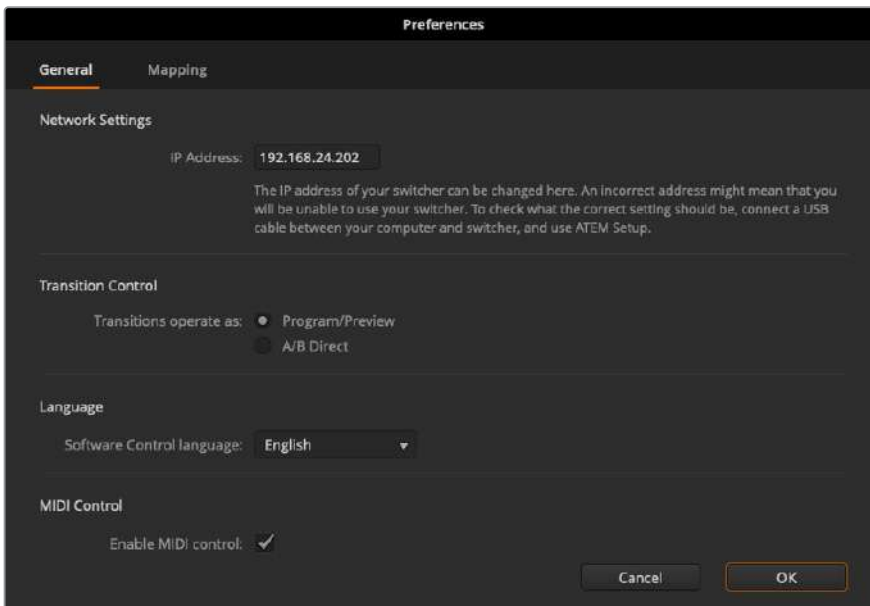 Preferences
General Mapping
Network Settings
IP Address: 192.168.24.202
The IP address of your switcher can be changed here. An incorrect address might mean that you
will be unable to use your switcher. To check what the correct setting should be, connect a USB
cable between your computer and switcher, and use ATEM Setup.
Transition Control
Transitions operate as: Program/Preview
A/B Direct
Language
Software Control language: English
MIDI Control
Enable MIDI control:
Cancel OK